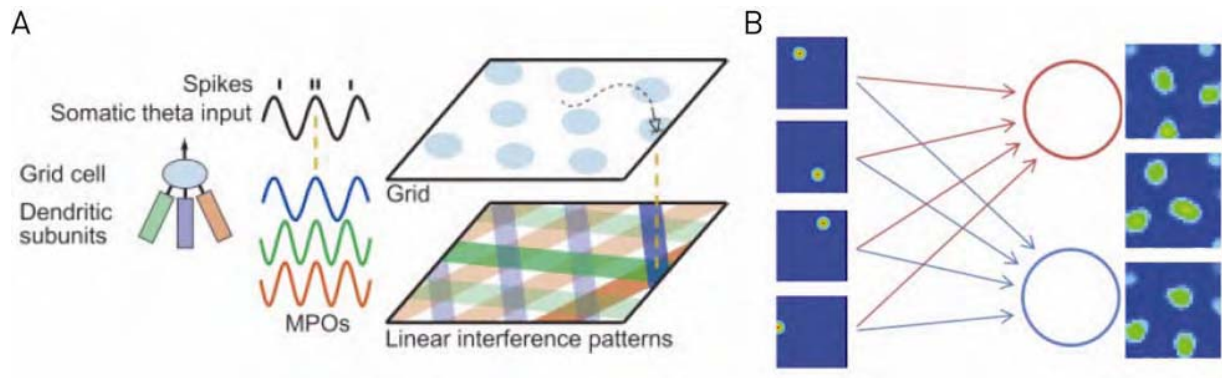 A
Spikes
Somatic theta input
Grid cell
Dendritic
subunits
MPOs
Grid
Linear interference patterns
B